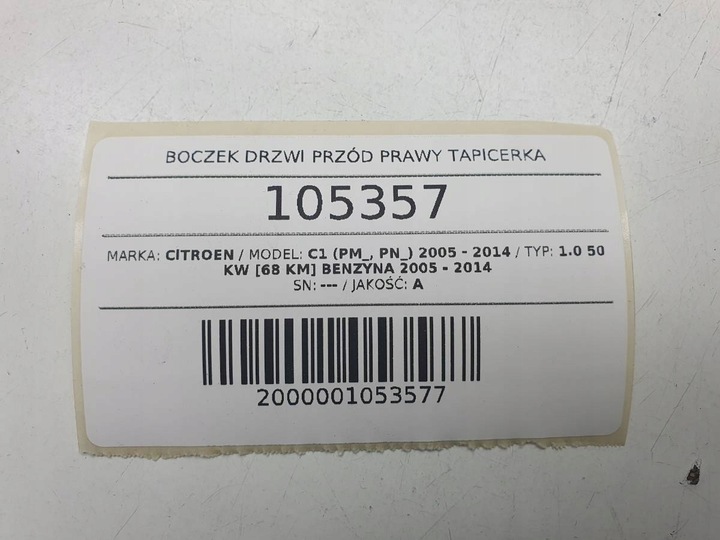 BOCZEK DRZWI PRZÓD PRAWY TAPICERKA
105357
MARKA: CITROEN / MODEL: C1 (PM_, PN_) 2005 - 2014 / TYP: 1.0 50
KW [68 KM] BENZYNA 2005 - 2014
SN: --- / JAKOŚĆ: A
2000001053577